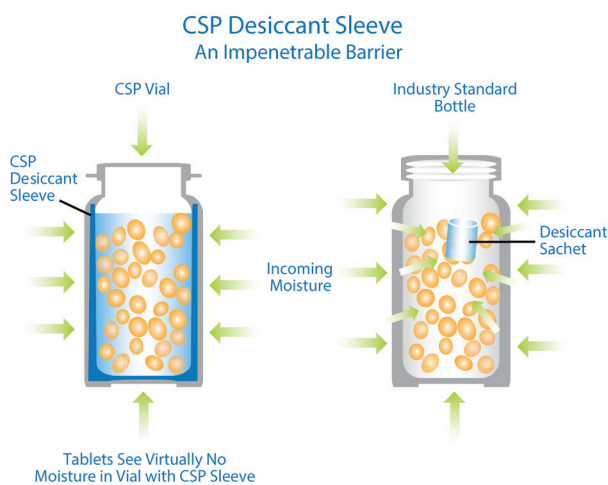 CSP Desiccant Sleeve
An Impenetrable Barrier
CSP Vial
Industry Standard
Bottle
CSP
Desiccant
Sleeve
Incoming
Moisture
Desiccant
Sachet
Tablets See Virtually No
Moisture in Vial with CSP Sleeve